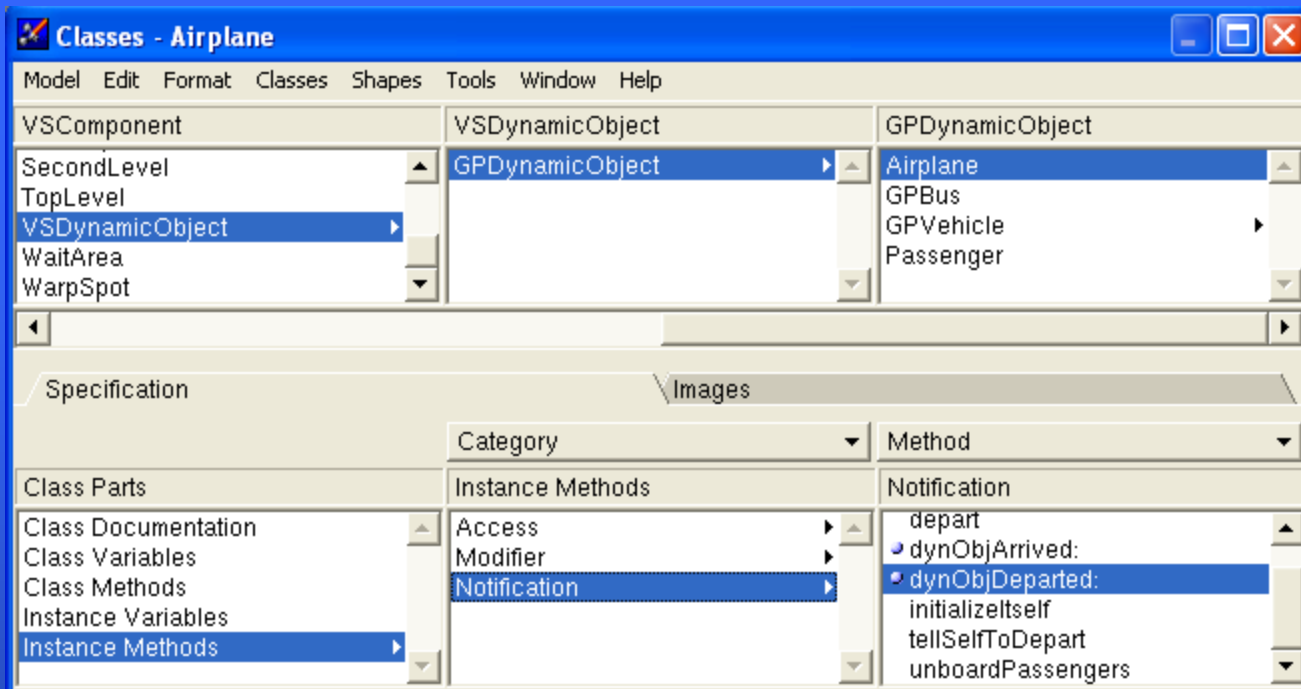 Classes - Airplane
Model Edit Format Classes Shapes Tools Window Help
VSComponent VSDynamicObject GPDynamicObject
SecondLevel GPDynamicObject Airplane
TopLevel GPBus
VSDynamicObject GPVehicle
WaitArea Passenger
WarpSpot
Specification Images
Category Method
Class Parts Instance Methods Notification
Class Documentation Access depart
Class Variables Modifier dynObjArrived:
Class Methods Notification dynObjDeparted:
Instance Variables initializeItself
Instance Methods tellSelfToDepart
unboardPassengers